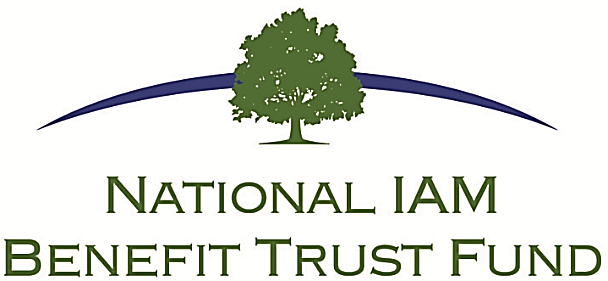 NATIONAL IAM
BENEFIT TRUST FUND